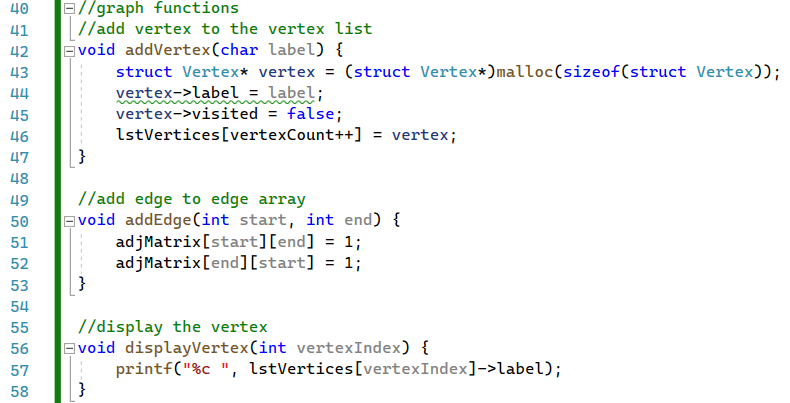 40 //graph functions
41 //add vertex to the vertex list
42 void addVertex(char label) {
43 struct Vertex* vertex = (struct Vertex*)malloc(sizeof(struct Vertex));
44 vertex->label = label;
45 vertex->visited = false;
46 lstVertices[vertexCount++] = vertex;
47 }
48
49 //add edge to edge array
50 void addEdge(int start, int end) {
51 adjMatrix[start][end] = 1;
52 adjMatrix[end][start] = 1;
53 }
54
55 //display the vertex
56 void displayVertex(int vertexIndex) {
57 printf("%c ", lstVertices[vertexIndex]->label);
58 }